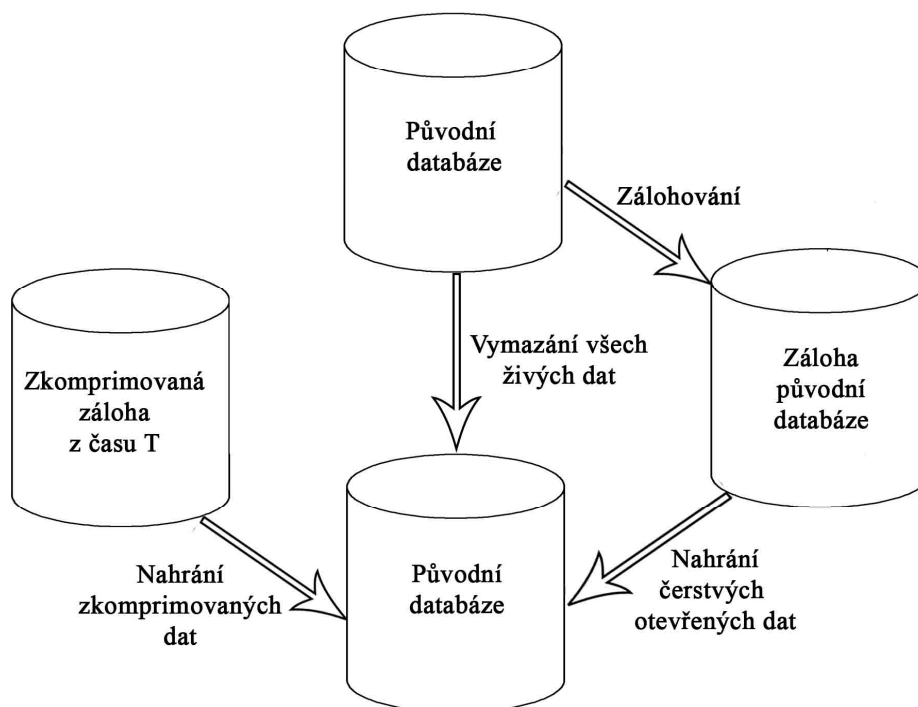 Původní
databáze
Zálohování
Vymazání všech
živých dat
Zkomprimovaná
záloha
z času T
Záloha
původní
databáze
Nahrání
zkomprimovaných
dat
Původní
databáze
Nahrání
čerstvých
otevřených dat